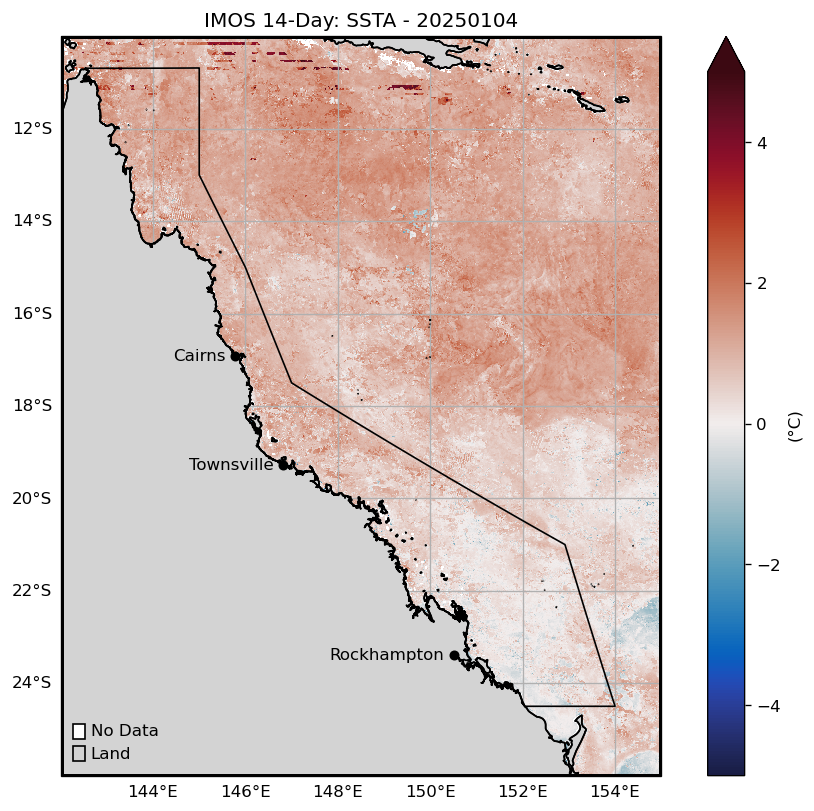 IMOS 14-Day: SSTA - 20250104
12°S
14°S
16°S
18°S
20°S
22°S
24°S
Cairns
Townsville
Rockhampton
No Data
Land
144°E 146°E 148°E 150°E 152°E 154°E
4
2
0
−2
−4
(°C)